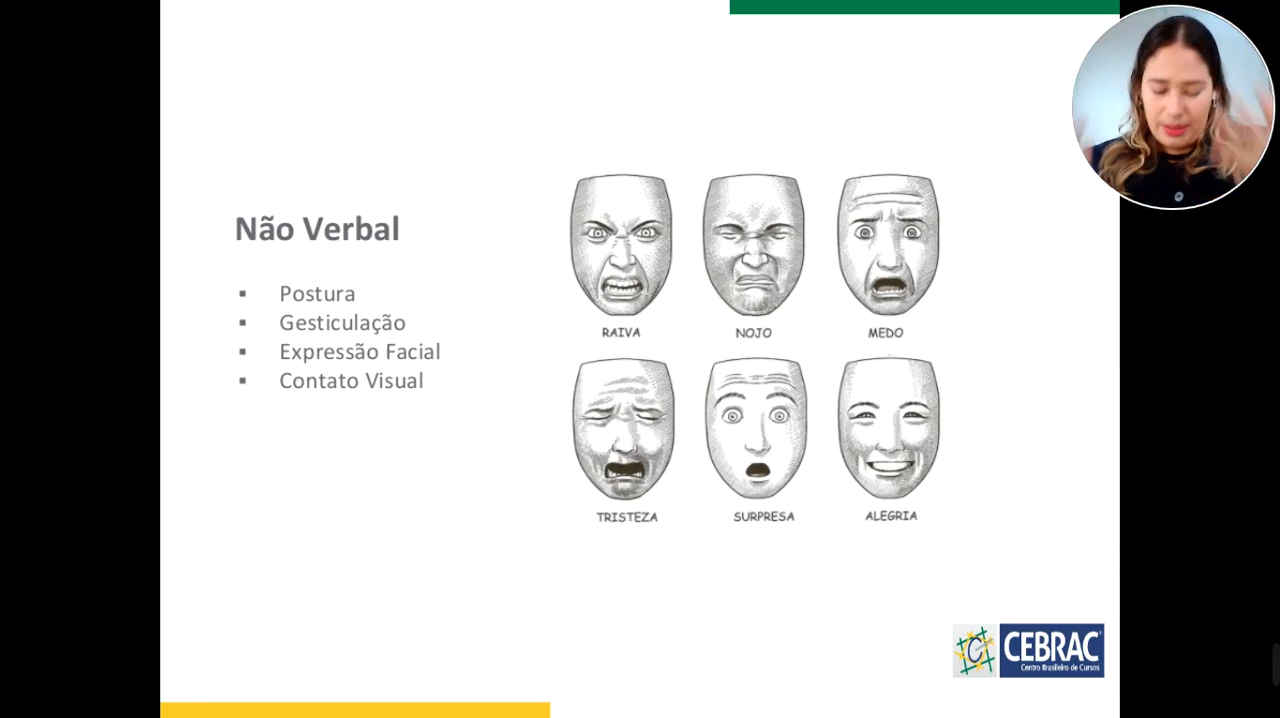 Não Verbal
▪ Postura
▪ Gesticulação
▪ Expressão Facial
▪ Contato Visual
RAIVA NOJO MEDO
TRISTEZA SURPRESA ALEGRIA
C CEBRAC
Centro Brasileiro de Cursos